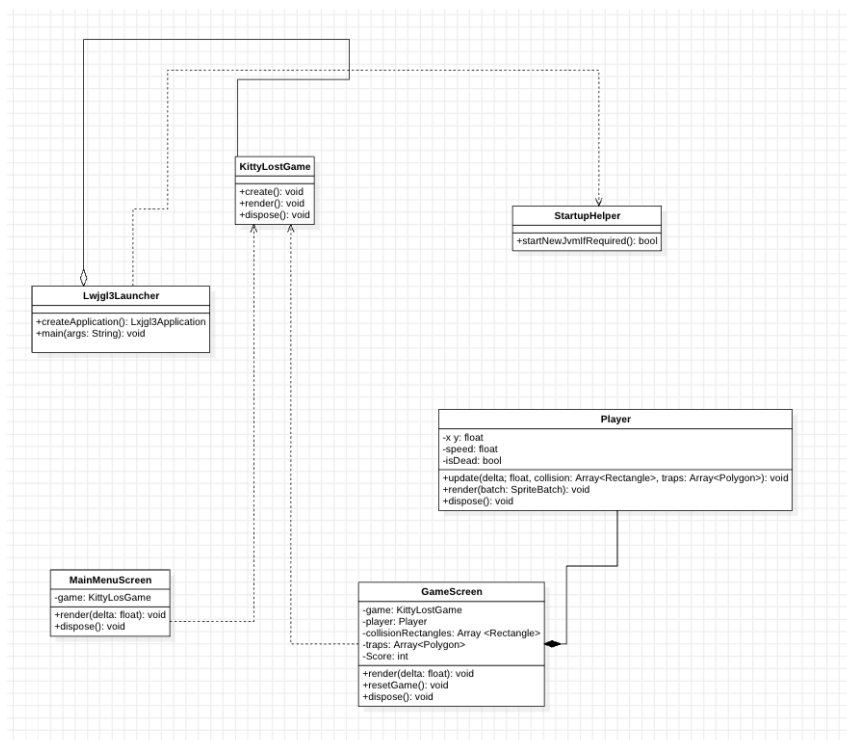 KittyLostGame
+create(): void
+render(): void
+dispose(): void
StartupHelper
+startNewJvmIfRequired(): bool
Lwjgl3Launcher
+createApplication(): Lxjgl3Application
+main(args: String): void
Player
-x y: float
-speed: float
-isDead: bool
+update(delta; float, collision: Array<Rectangle>, traps: Array<Polygon>): void
+render(batch: SpriteBatch): void
+dispose(): void
MainMenuScreen
-game: KittyLosGame
+render(delta: float): void
+dispose(): void
GameScreen
-game: KittyLostGame
-player: Player
-collisionRectangles: Array <Rectangle>
-traps: Array<Polygon>
-Score: int
+render(delta: float): void
+resetGame(): void
+dispose(): void